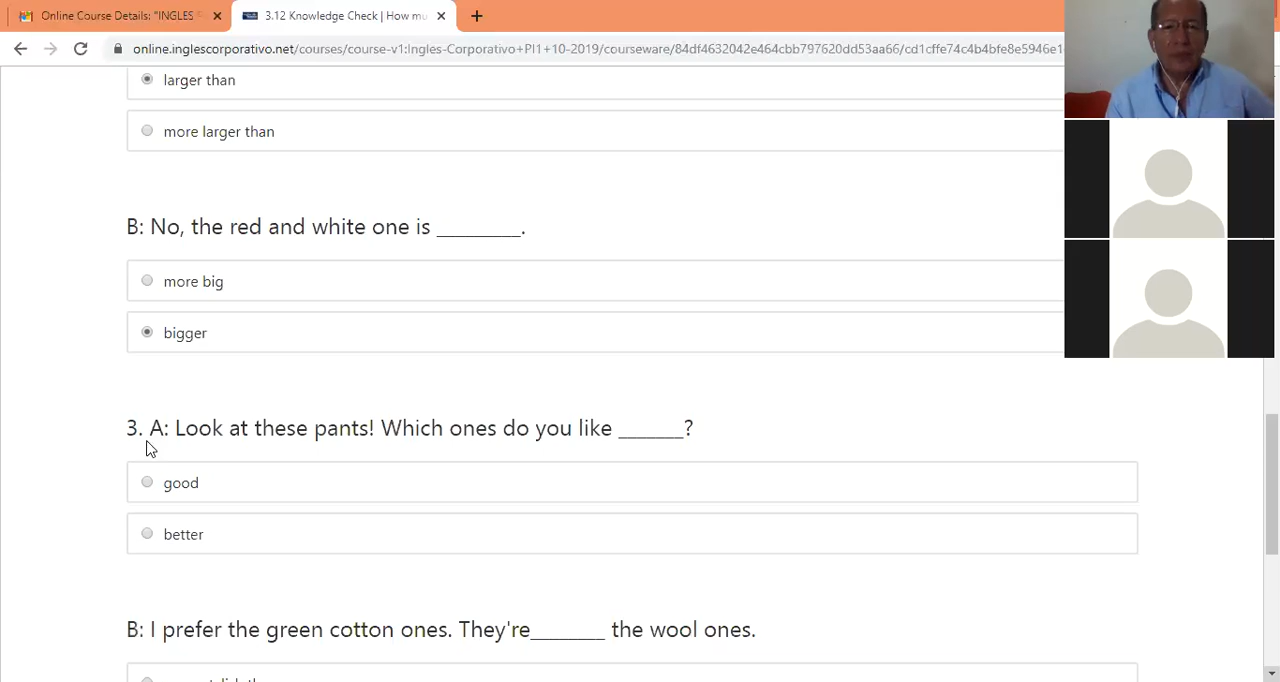 Online Course Details: "INGLES
3.12 Knowledge Check | How mu
online.inglescorporativo.net/courses/course-v1:Ingles-Corporativo+PI1+10-2019/courseware/84df4632042e464cbb797620dd53aa66/cd1cffe74c4b4bfe8e5946e1
larger than
more larger than
B: No, the red and white one is ________.
more big
bigger
3. A: Look at these pants! Which ones do you like ______?
good
better
B: I prefer the green cotton ones. They're_______ the wool ones.